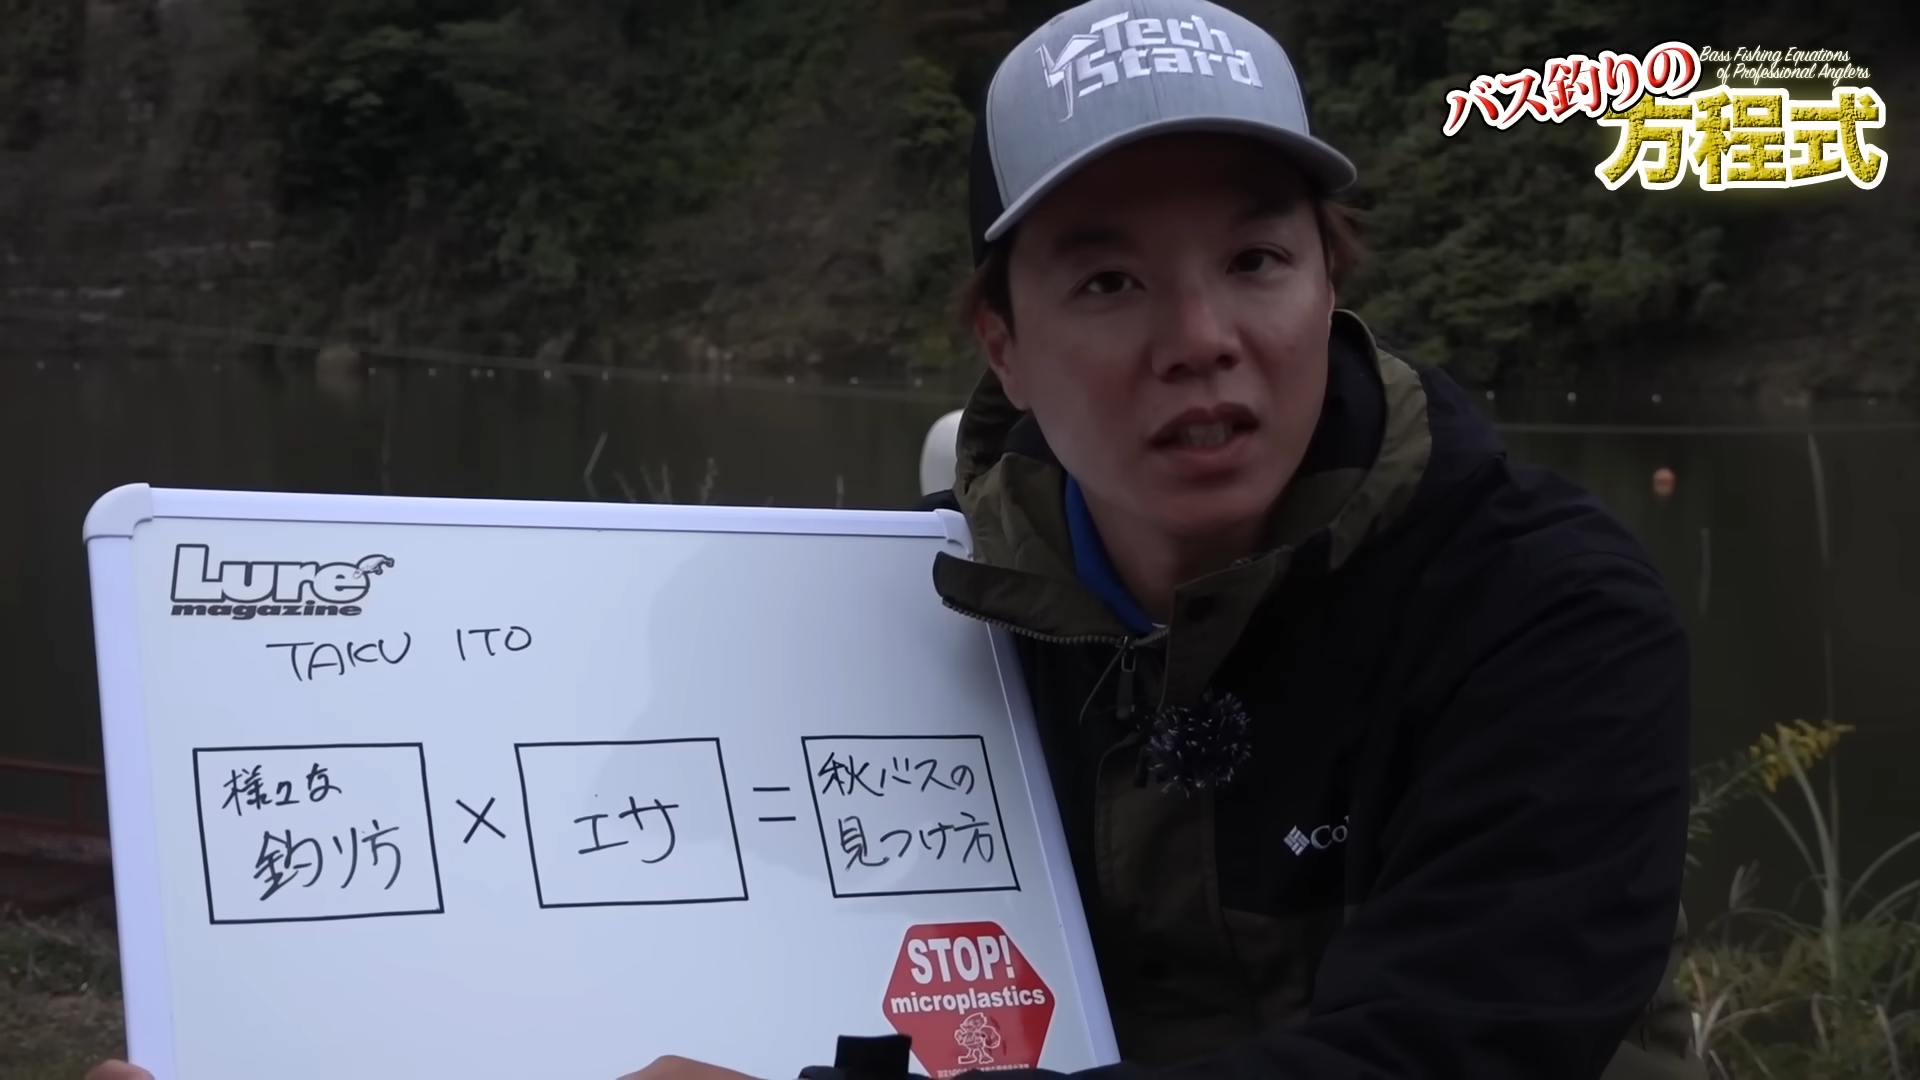 Tech
Stard
バス釣りの
Bass Fishing Equations
of Professional Anglers
方程式
Lure
magazine
TAKU ITO
様々な
釣り方
×
エサ
=
秋バスの
見つけ方
Co
STOP!
microplastics